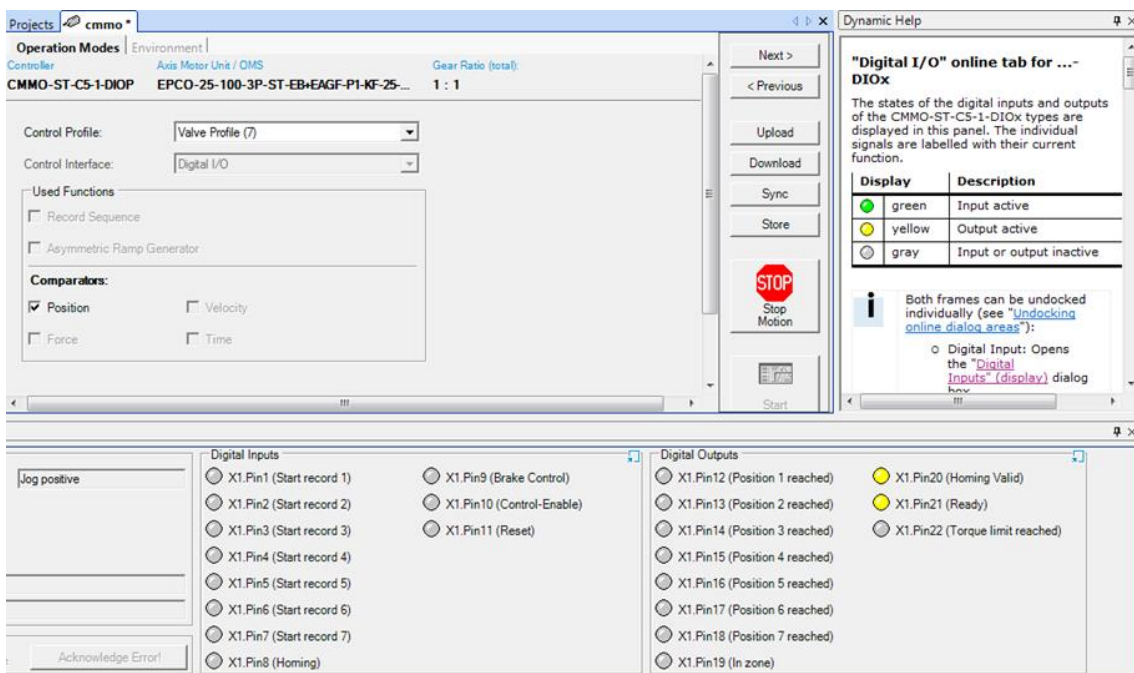 Projects cmmo *
Operation Modes Environment
Controller Axis Motor Unit / OMS Gear Ratio (total):
CMMO-ST-C5-1-DIOP EPCO-25-100-3P-ST-EB+EAGF-P1-KF-25-... 1 : 1
Control Profile: Valve Profile (7)
Control Interface: Digital I/O
Used Functions
Record Sequence
Asymmetric Ramp Generator
Comparators:
Position Velocity
Force Time
Next >
< Previous
Upload
Download
Sync
Store
STOP
Stop
Motion
Start
Dynamic Help
"Digital I/O" online tab for ...-
DIOx
The states of the digital inputs and outputs
of the CMMO-ST-C5-1-DIOx types are
displayed in this panel. The individual
signals are labelled with their current
function.
Display Description
green Input active
yellow Output active
gray Input or output inactive
i
Both frames can be undocked
individually (see "Undocking
online dialog areas"):
o Digital Input: Opens
the "Digital
Inputs" (display) dialog
box
Jog positive
Acknowledge Error!
Digital Inputs
X1.Pin1 (Start record 1) X1.Pin9 (Brake Control)
X1.Pin2 (Start record 2) X1.Pin10 (Control-Enable)
X1.Pin3 (Start record 3) X1.Pin11 (Reset)
X1.Pin4 (Start record 4)
X1.Pin5 (Start record 5)
X1.Pin6 (Start record 6)
X1.Pin7 (Start record 7)
X1.Pin8 (Homing)
Digital Outputs
X1.Pin12 (Position 1 reached) X1.Pin20 (Homing Valid)
X1.Pin13 (Position 2 reached) X1.Pin21 (Ready)
X1.Pin14 (Position 3 reached) X1.Pin22 (Torque limit reached)
X1.Pin15 (Position 4 reached)
X1.Pin16 (Position 5 reached)
X1.Pin17 (Position 6 reached)
X1.Pin18 (Position 7 reached)
X1.Pin19 (In zone)